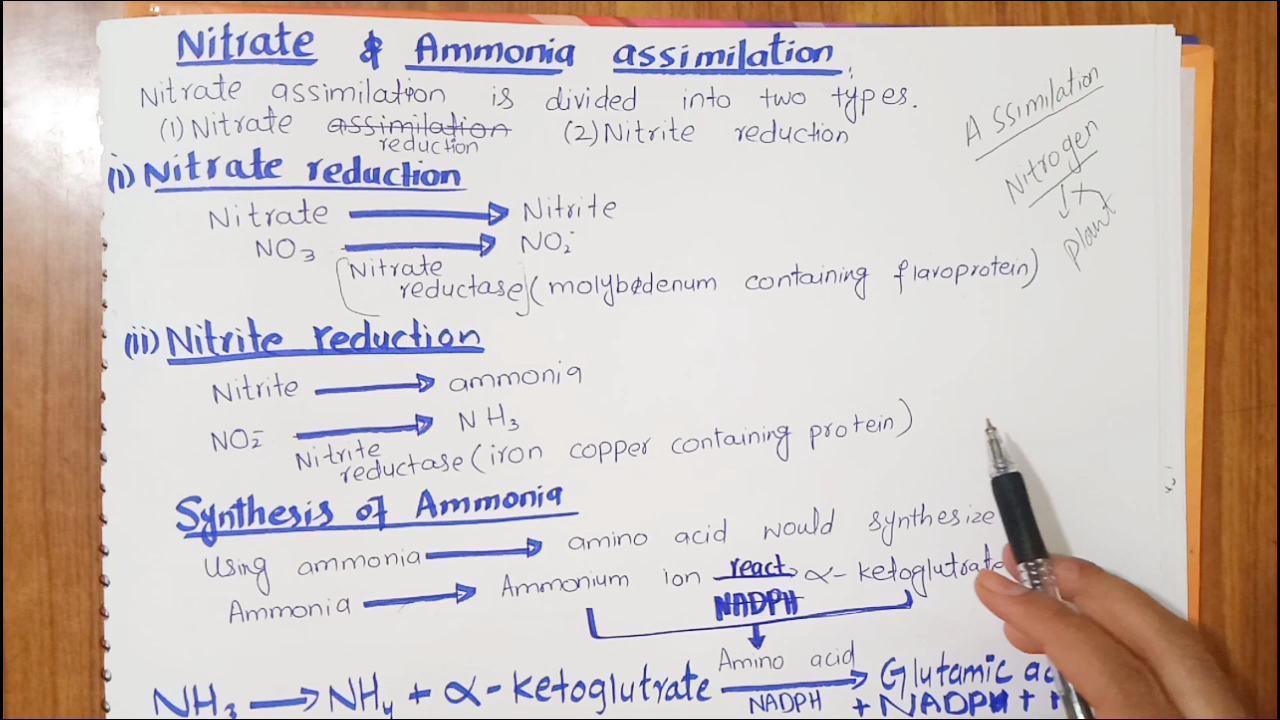 Nitrate & Ammonia assimilation
Nitrate assimilation is divided into two types.
(1) Nitrate assimilation (2) Nitrite reduction
reduction
(i) Nitrate reduction
Nitrate → Nitrite
NO3 → NO2-
Nitrate
reductase (molybdenum containing flavoprotein)
(ii) Nitrite reduction
Nitrite → ammonia
NO2- → NH3
Nitrite
reductase (iron copper containing protein)
Synthesis of Ammonia
Using ammonia → amino acid would synthesize
Ammonia → Ammonium ion react → α-ketoglutrate
NADPH
Amino acid
NH3 → NH4 + α-ketoglutrate → Glutamic
NADPH + NADPH +
Assimilation
Nitrogen
Plant